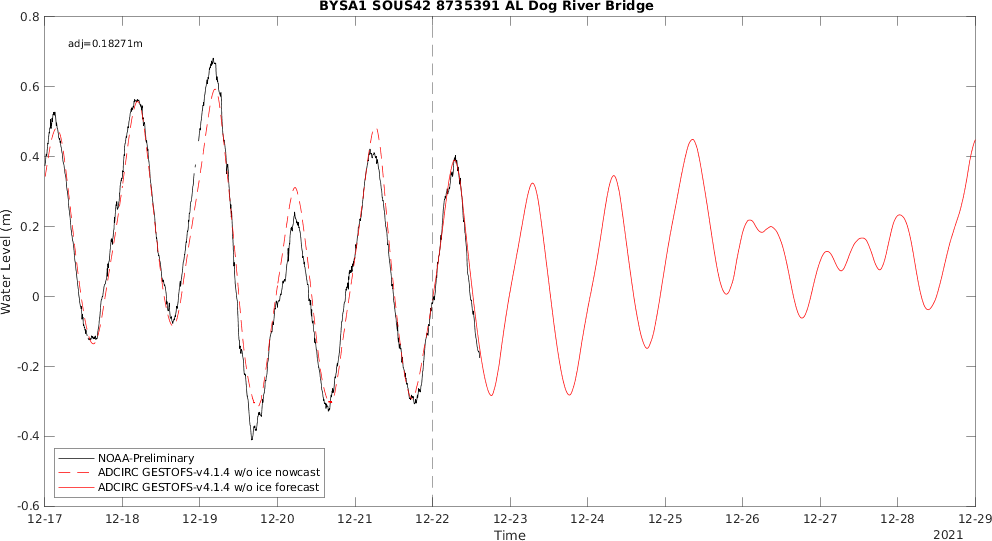 BYSA1 SOUS42 8735391 AL Dog River Bridge
adj=0.18271m
0.8
0.6
0.4
0.2
0
-0.2
-0.4
-0.6
Water Level (m)
NOAA-Preliminary
ADCIRC GESTOFS-v4.1.4 w/o ice nowcast
ADCIRC GESTOFS-v4.1.4 w/o ice forecast
12-17 12-18 12-19 12-20 12-21 12-22 12-23 12-24 12-25 12-26 12-27 12-28 12-29
Time
2021